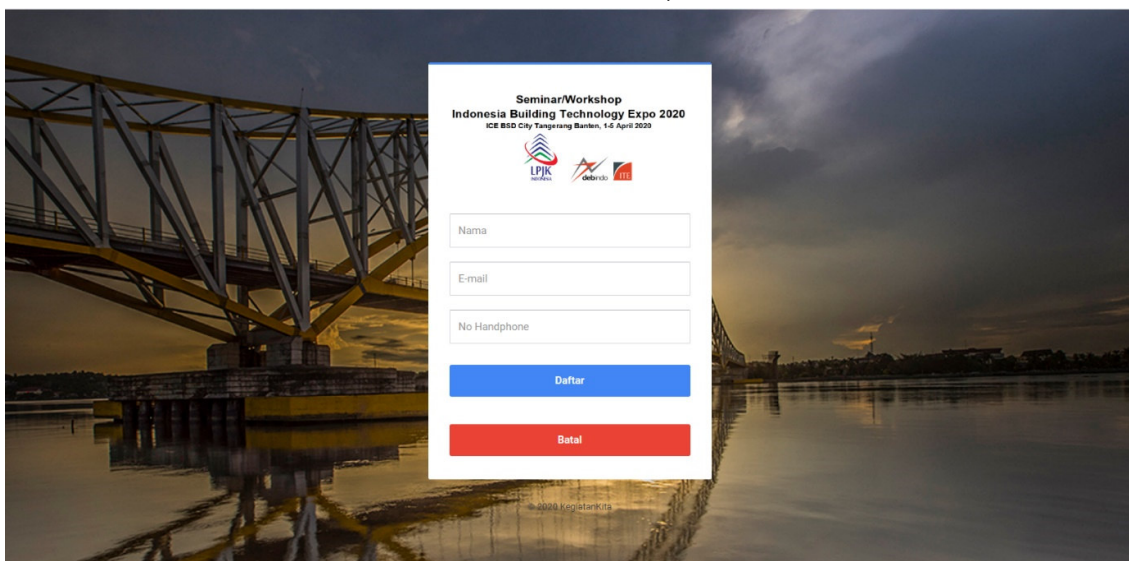 Seminar/Workshop
Indonesia Building Technology Expo 2020
ICE BSD City Tangerang Banten, 1-5 April 2020
LPJK
INDONESIA
debindo
ITE
Nama
E-mail
No Handphone
Daftar
Batal
© 2020 KegiatanKita